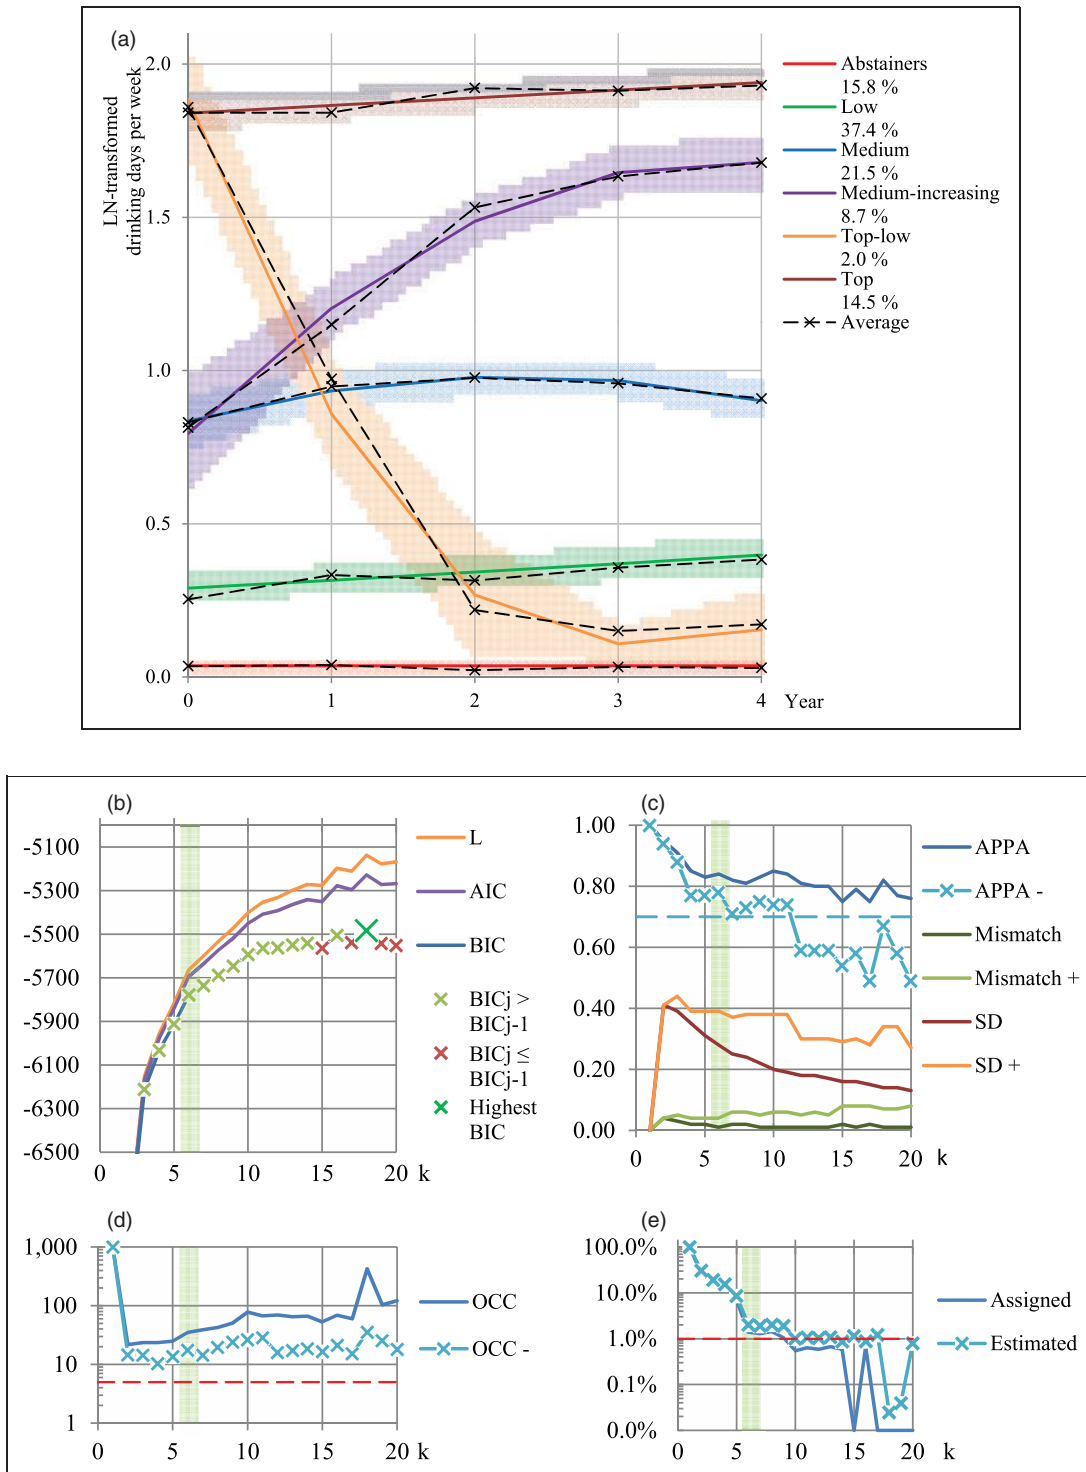 (a)
LN-transformed
drinking days per week
2.0
1.5
1.0
0.5
0.0
0
1
2
3
4
Year
Abstainers
15.8 %
Low
37.4 %
Medium
21.5 %
Medium-increasing
8.7 %
Top-low
2.0 %
Top
14.5 %
Average
(b)
-5100
-5300
-5500
-5700
-5900
-6100
-6300
-6500
0
5
10
15
20
k
L
AIC
BIC
BICj >
BICj-1
BICj ≤
BICj-1
Highest
BIC
(c)
1.00
0.80
0.60
0.40
0.20
0.00
0
5
10
15
20
k
APPA
APPA -
Mismatch
Mismatch +
SD
SD +
(d)
1,000
100
10
1
0
5
10
15
20
k
OCC
OCC -
(e)
100.0%
10.0%
1.0%
0.1%
0.0%
0
5
10
15
20
k
Assigned
Estimated